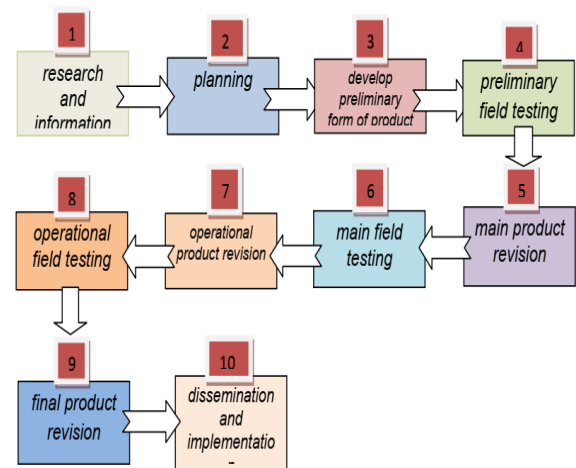 1
research
and
information
2
planning
3
develop
preliminary
form of product
4
preliminary
field testing
5
main product
revision
6
main field
testing
7
operational
product revision
8
operational
field testing
9
final product
revision
10
dissemination
and
implementatio